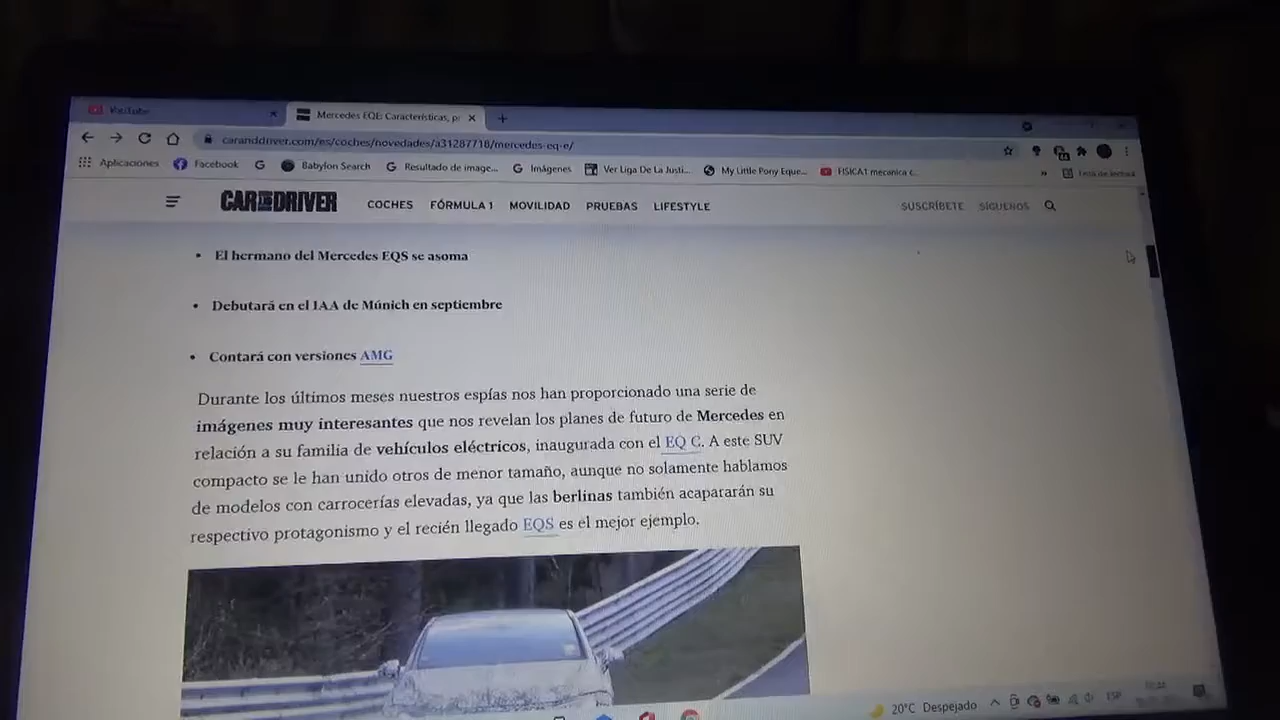 YouTube
Mercedes EQE: Características, p
caranddriver.com/es/coches/novedades/a31287718/mercedes-eq-e/
Aplicaciones Facebook Babylon Search Resultado de image... Imágenes Ver Liga De La Justi... My Little Pony Eque... FISICA1 mecanica c... Lista de lectura
CAR AND DRIVER COCHES FÓRMULA 1 MOVILIDAD PRUEBAS LIFESTYLE SUSCRÍBETE SÍGUENOS
• El hermano del Mercedes EQS se asoma
• Debutará en el IAA de Múnich en septiembre
• Contará con versiones AMG
Durante los últimos meses nuestros espías nos han proporcionado una serie de
imágenes muy interesantes que nos revelan los planes de futuro de Mercedes en
relación a su familia de vehículos eléctricos, inaugurada con el EQ C. A este SUV
compacto se le han unido otros de menor tamaño, aunque no solamente hablamos
de modelos con carrocerías elevadas, ya que las berlinas también acapararán su
respectivo protagonismo y el recién llegado EQS es el mejor ejemplo.
20°C Despejado ESP